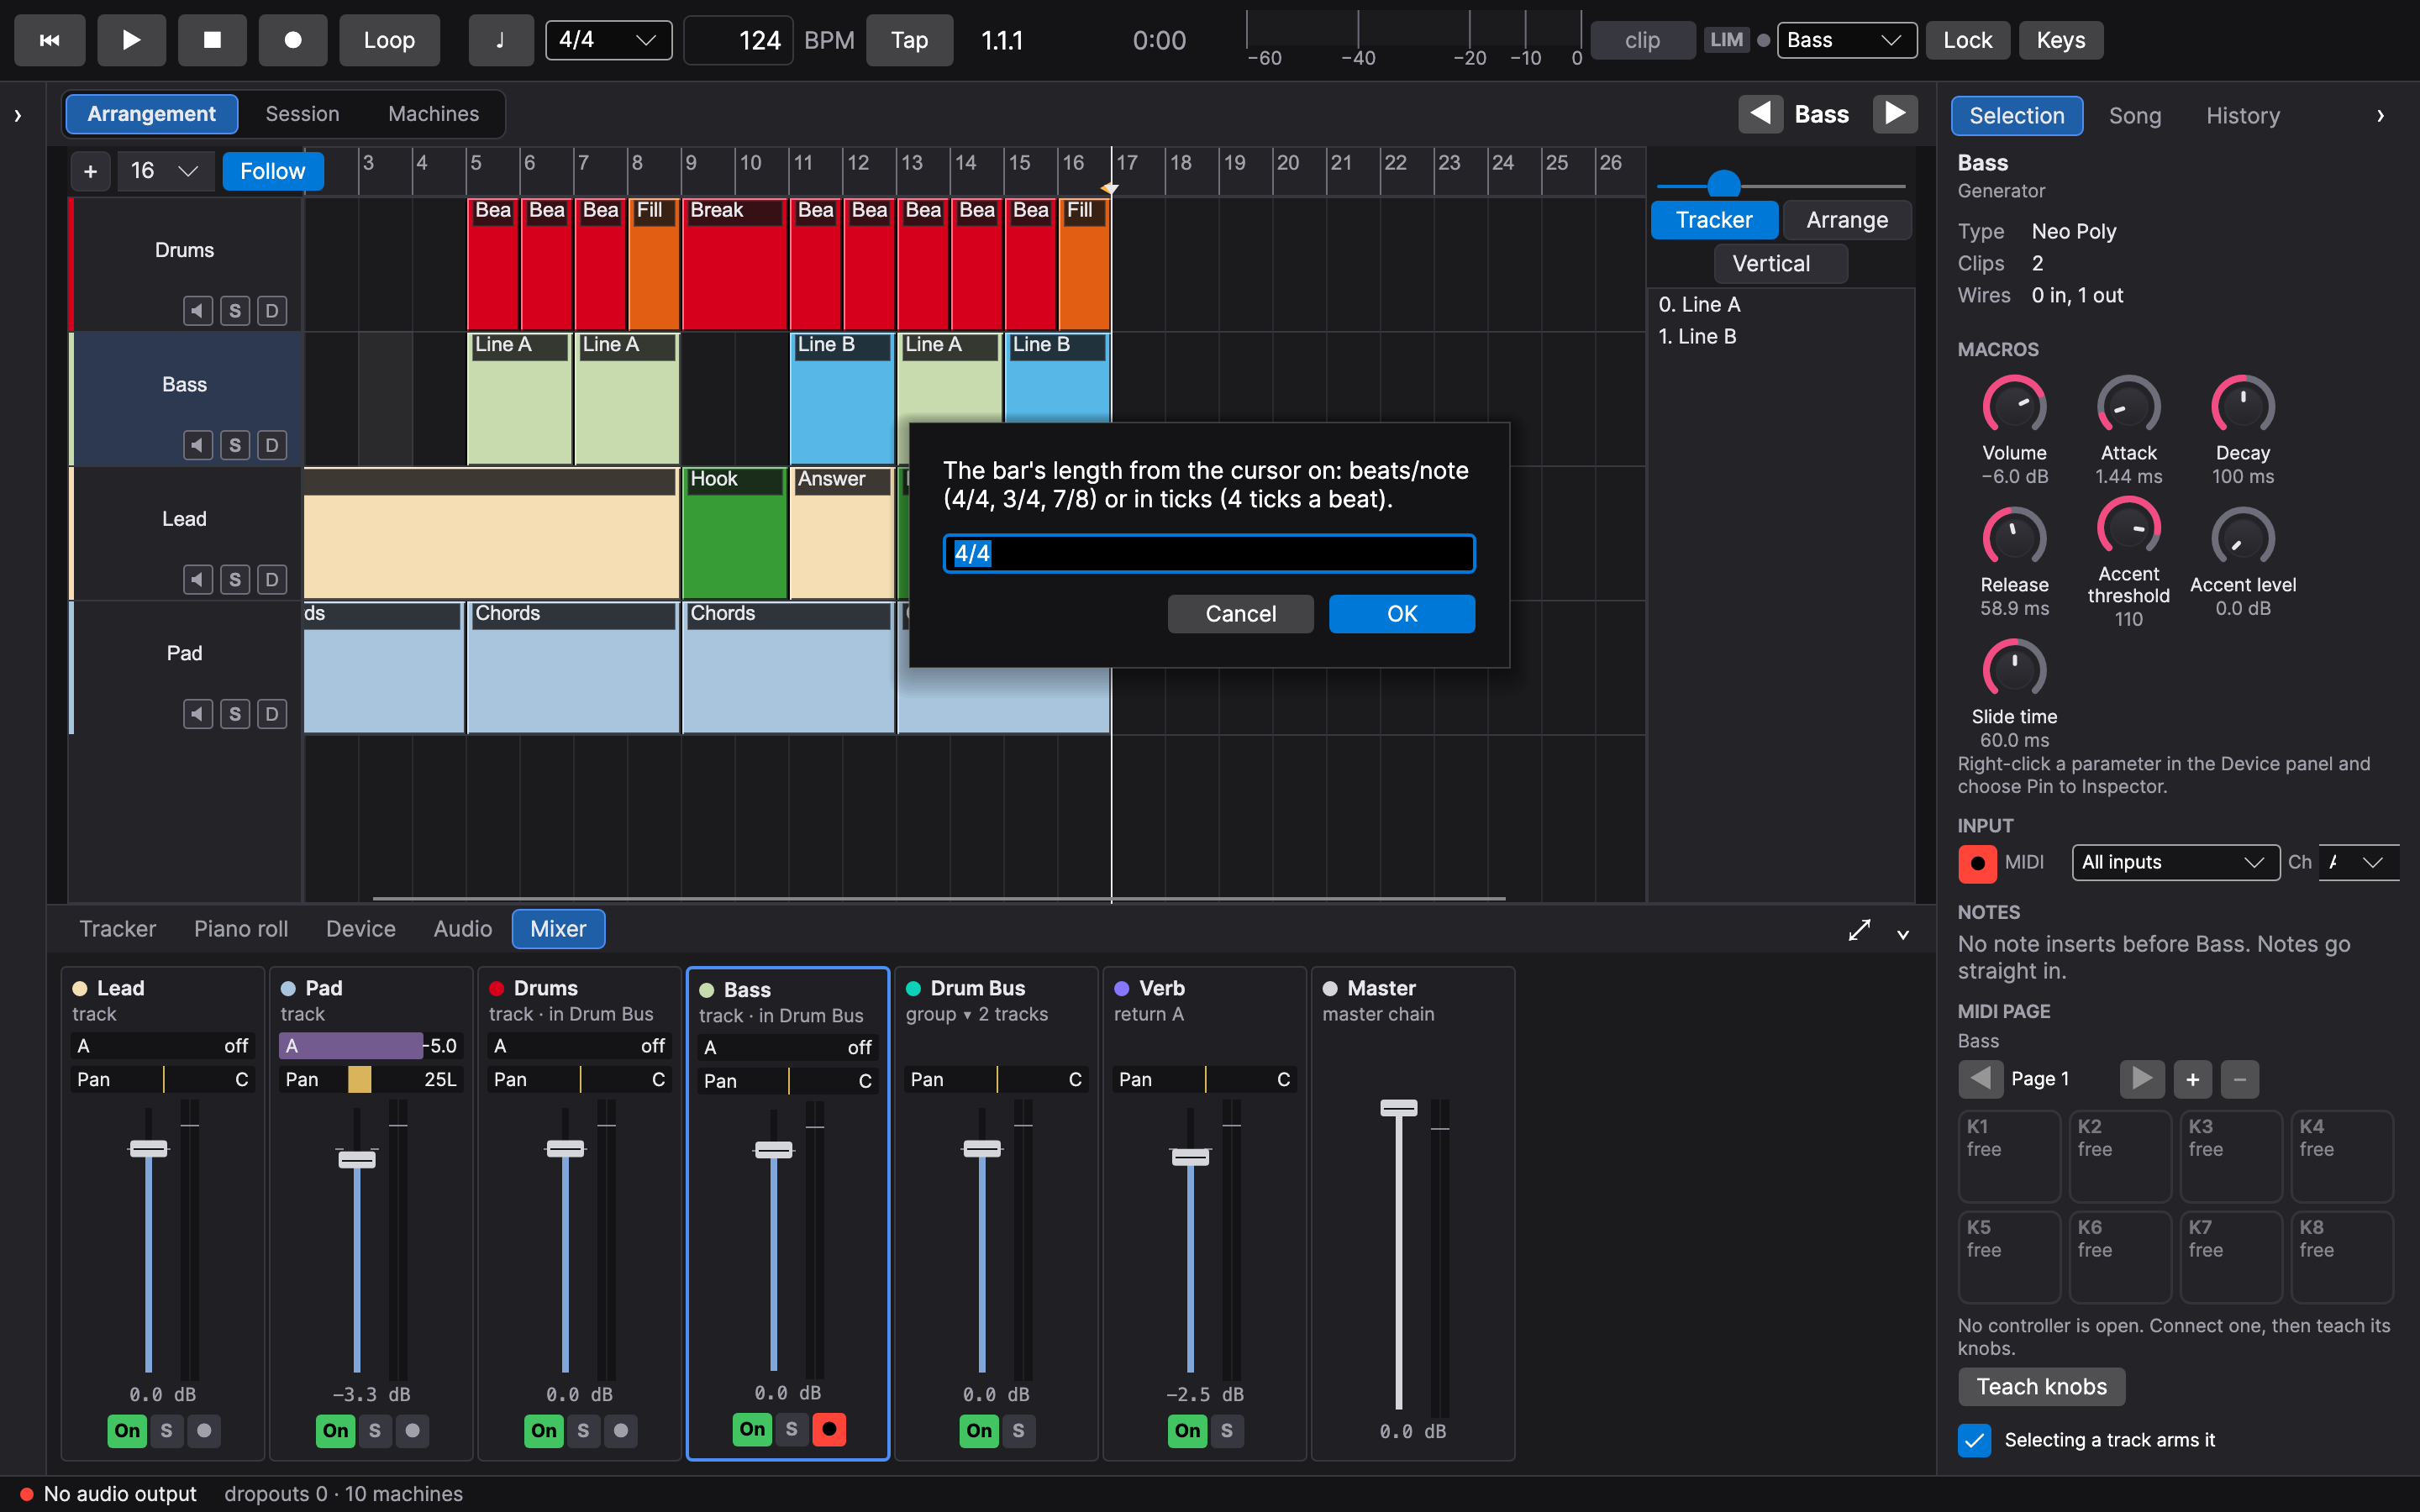 Loop
4/4
124 BPM
Tap
1.1.1
0:00
-60 -40 -20 -10 0
clip
LIM
Bass
Lock
Keys
Arrangement
Session
Machines
Bass
Selection
Song
History
16
Follow
3 4 5 6 7 8 9 10 11 12 13 14 15 16 17 18 19 20 21 22 23 24 25 26
Drums
S D
Bea Bea Bea Fill Break Bea Bea Bea Bea Bea Fill
Bass
S D
Line A Line A Line B Line A Line B
Lead
S D
Hook Answer
Pad
S D
ds Chords Chords
Tracker
Arrange
Vertical
0. Line A
1. Line B
The bar's length from the cursor on: beats/note
(4/4, 3/4, 7/8) or in ticks (4 ticks a beat).
4/4
Cancel
OK
Bass
Generator
Type Neo Poly
Clips 2
Wires 0 in, 1 out
MACROS
Volume Attack Decay
−6.0 dB 1.44 ms 100 ms
Release Accent threshold Accent level
58.9 ms 110 0.0 dB
Slide time
60.0 ms
Right-click a parameter in the Device panel and
choose Pin to Inspector.
INPUT
MIDI All inputs Ch
NOTES
No note inserts before Bass. Notes go
straight in.
MIDI PAGE
Bass
Page 1 + −
K1 K2 K3 K4
free free free free
K5 K6 K7 K8
free free free free
No controller is open. Connect one, then teach its
knobs.
Teach knobs
Selecting a track arms it
Tracker
Piano roll
Device
Audio
Mixer
Lead
track
A off
Pan C
0.0 dB
On S
Pad
track
A -5.0
Pan 25L
−3.3 dB
On S
Drums
track · in Drum Bus
A off
Pan C
0.0 dB
On S
Bass
track · in Drum Bus
A off
Pan C
0.0 dB
On S
Drum Bus
group ▾ 2 tracks
Pan C
0.0 dB
On S
Verb
return A
Pan C
−2.5 dB
On S
Master
master chain
0.0 dB
No audio output
dropouts 0 · 10 machines